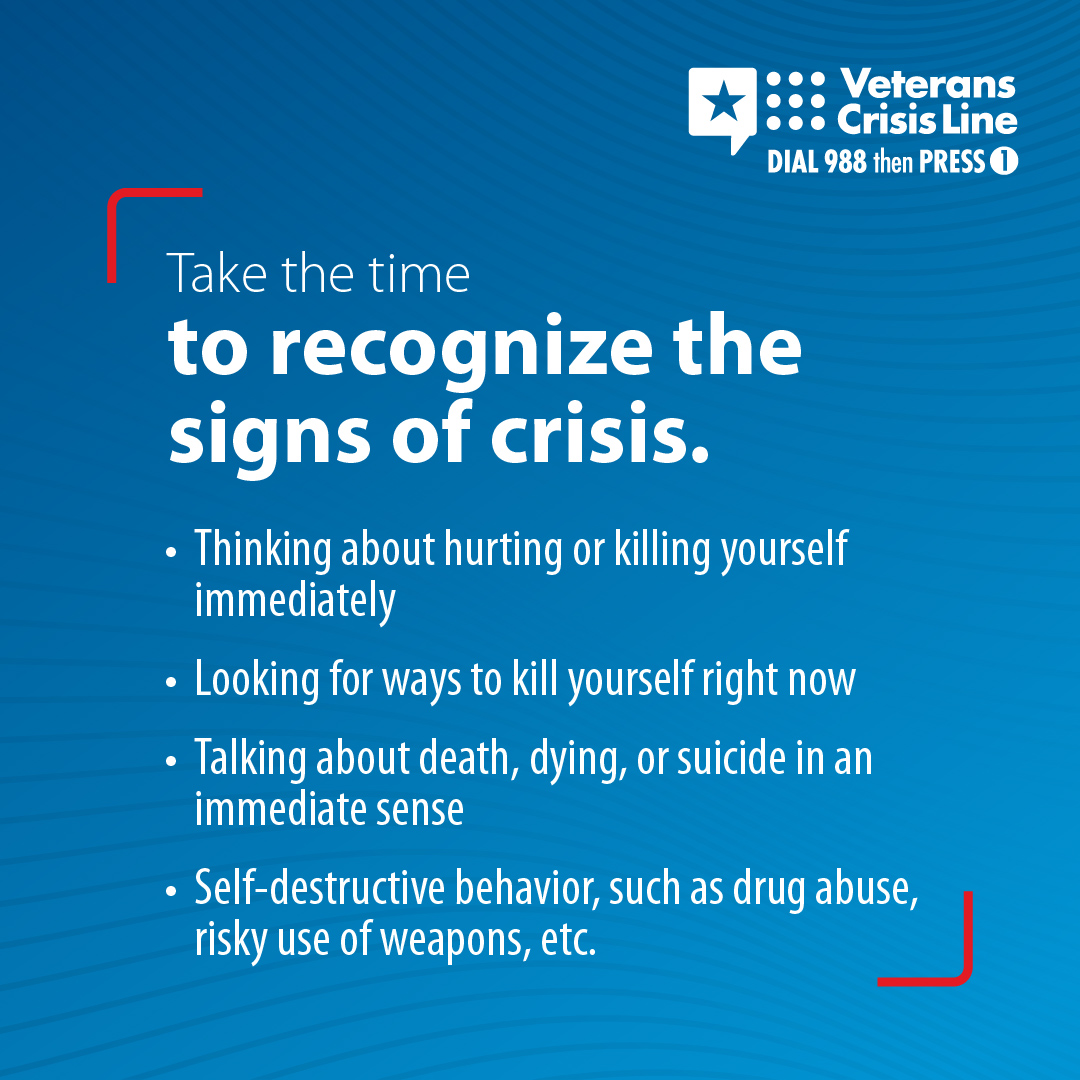 Veterans
Crisis Line
DIAL 988 then PRESS 1
Take the time
to recognize the
signs of crisis.
• Thinking about hurting or killing yourself
immediately
• Looking for ways to kill yourself right now
• Talking about death, dying, or suicide in an
immediate sense
• Self-destructive behavior, such as drug abuse,
risky use of weapons, etc.